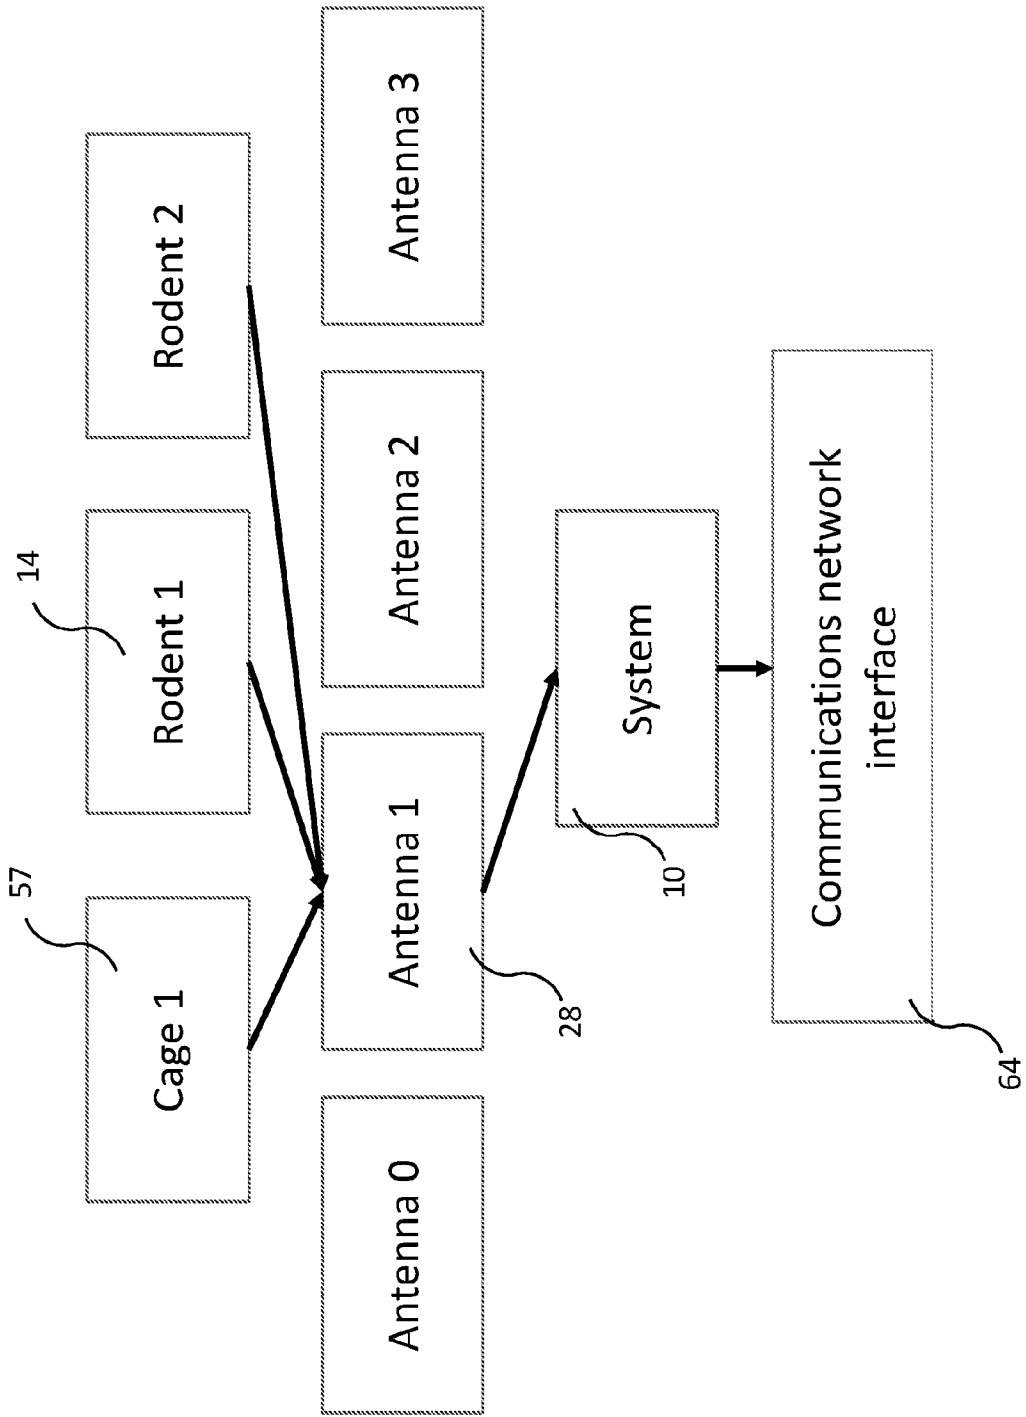 57
14
Cage 1
Rodent 1
Rodent 2
Antenna 0
Antenna 1
Antenna 2
Antenna 3
28
10
System
64
Communications network
interface